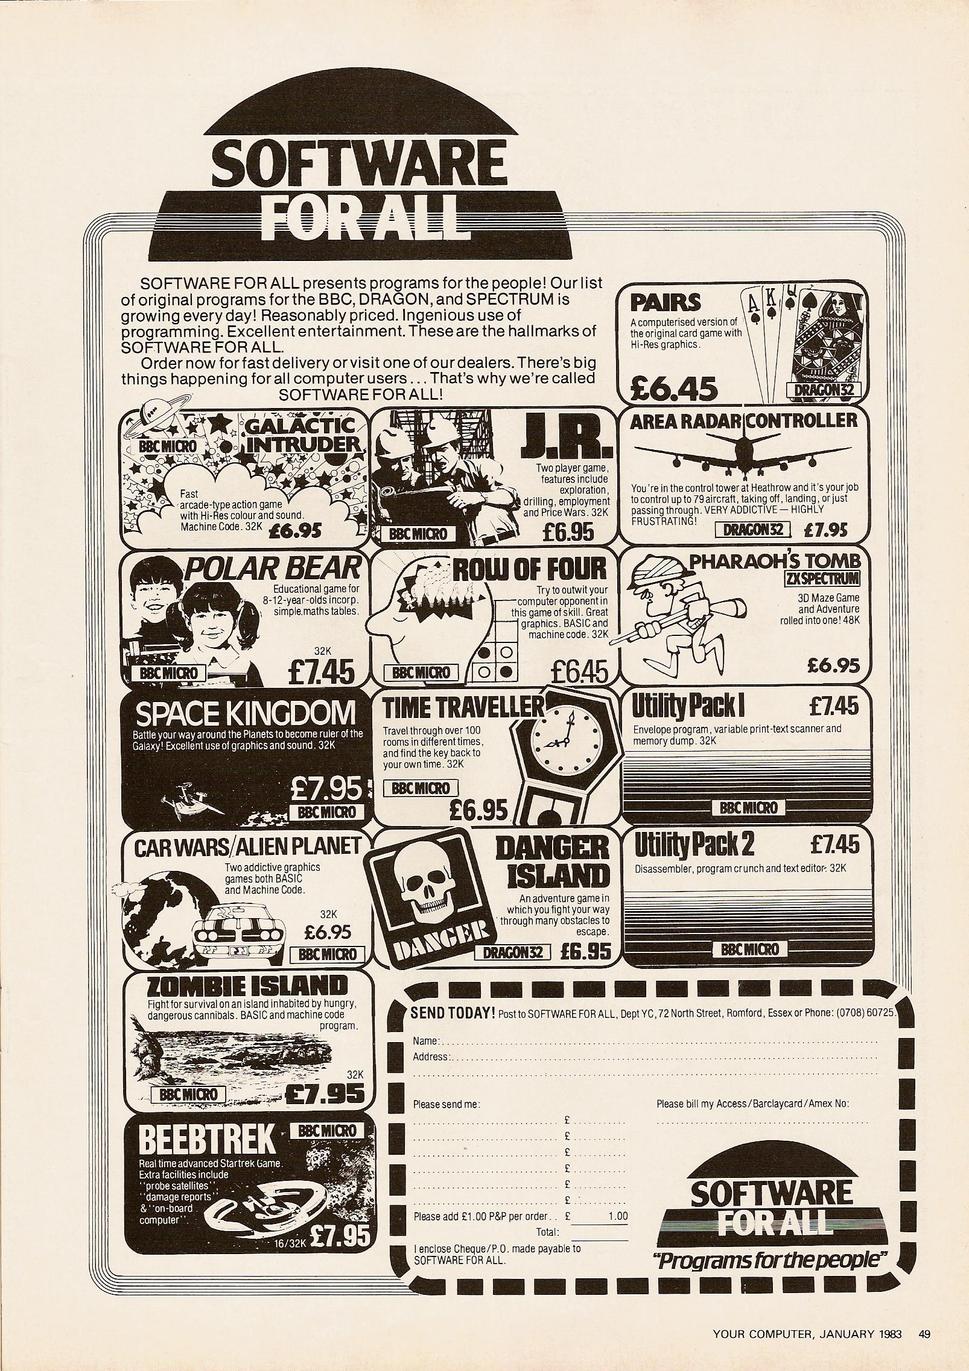 SOFTWARE
FOR ALL
SOFTWARE FOR ALL presents programs for the people! Our list
of original programs for the BBC, DRAGON, and SPECTRUM is
growing every day! Reasonably priced. Ingenious use of
programming. Excellent entertainment. These are the hallmarks of
SOFTWARE FOR ALL.
Order now for fast delivery or visit one of our dealers. There's big
things happening for all computer users ... That's why we're called
SOFTWARE FOR ALL!
PAIRS
A computerised version of
the original card game with
Hi-Res graphics.
£6.45
A K Q
DRAGON 32
GALACTIC
INTRUDER
BBC MICRO
Fast
arcade-type action game
with Hi-Res colour and sound.
Machine Code. 32K £6.95
J.R.
Two player game,
features include
exploration,
drilling, employment
and Price Wars. 32K
BBC MICRO
£6.95
AREA RADAR CONTROLLER
You're in the control tower at Heathrow and it's your job
to control up to 79 aircraft, taking off, landing, or just
passing through. VERY ADDICTIVE — HIGHLY
FRUSTRATING!
DRAGON 32 £7.95
POLAR BEAR
Educational game for
8-12-year-olds incorp.
simple maths tables.
32K
BBC MICRO
£7.45
ROW OF FOUR
Try to outwit your
computer opponent in
this game of skill. Great
graphics. BASIC and
machine code. 32K
BBC MICRO
£6.45
PHARAOH'S TOMB
ZX SPECTRUM
3D Maze Game
and Adventure
rolled into one! 48K
£6.95
SPACE KINGDOM
Battle your way around the Planets to become ruler of the
Galaxy! Excellent use of graphics and sound. 32K
£7.95
BBC MICRO
TIME TRAVELLER
Travel through over 100
rooms in different times,
and find the key back to
your own time. 32K
BBC MICRO
£6.95
Utility Pack 1 £7.45
Envelope program, variable print-text scanner and
memory dump. 32K
BBC MICRO
CAR WARS/ALIEN PLANET
Two addictive graphics
games both BASIC
and Machine Code.
32K
£6.95
BBC MICRO
DANGER
ISLAND
An adventure game in
which you fight your way
through many obstacles to
escape.
DANGER
DRAGON 32 £6.95
Utility Pack 2 £7.45
Disassembler, program crunch and text editor. 32K
BBC MICRO
ZOMBIE ISLAND
Fight for survival on an island inhabited by hungry,
dangerous cannibals. BASIC and machine code
program.
32K
BBC MICRO £7.95
BEEBTREK
BBC MICRO
Real time advanced Startrek Game.
Extra facilities include
"probe satellites",
"damage reports"
& "on-board
computer".
16/32K £7.95
SEND TODAY! Post to SOFTWARE FOR ALL, Dept YC, 72 North Street, Romford, Essex or Phone: (0708) 60725.
Name:
Address:
Please send me:
Please bill my Access/Barclaycard/Amex No:
£
£
£
£
£
£
Please add £1.00 P&P per order.. £ 1.00
Total:
I enclose Cheque/P.O. made payable to
SOFTWARE FOR ALL.
SOFTWARE
FOR ALL
"Programs for the people"
YOUR COMPUTER, JANUARY 1983 49